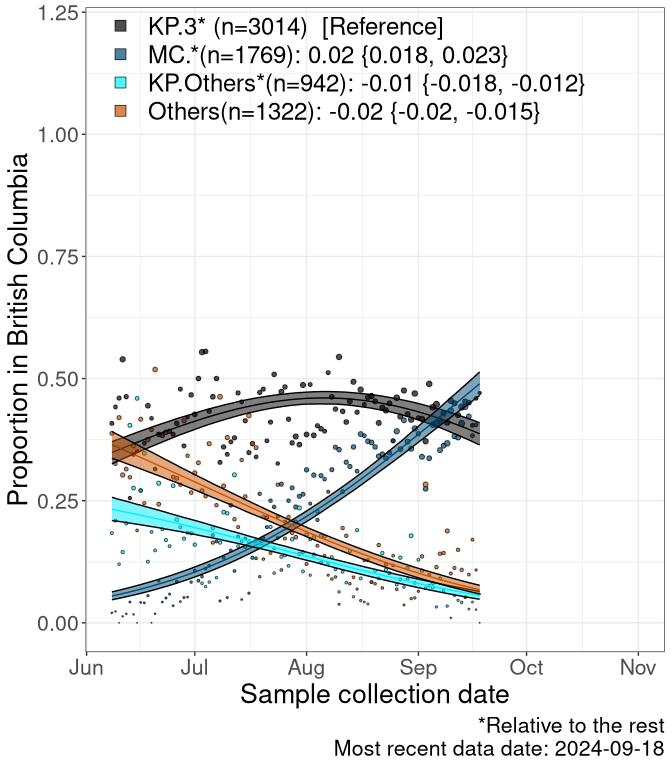 1.25
KP.3* (n=3014)  [Reference]
MC.*(n=1769): 0.02 {0.018, 0.023}
KP.Others*(n=942): -0.01 {-0.018, -0.012}
Others(n=1322): -0.02 {-0.02, -0.015}
1.00
0.75
0.50
0.25
0.00
Proportion in British Columbia
Jun Jul Aug Sep Oct Nov
Sample collection date
*Relative to the rest
Most recent data date: 2024-09-18